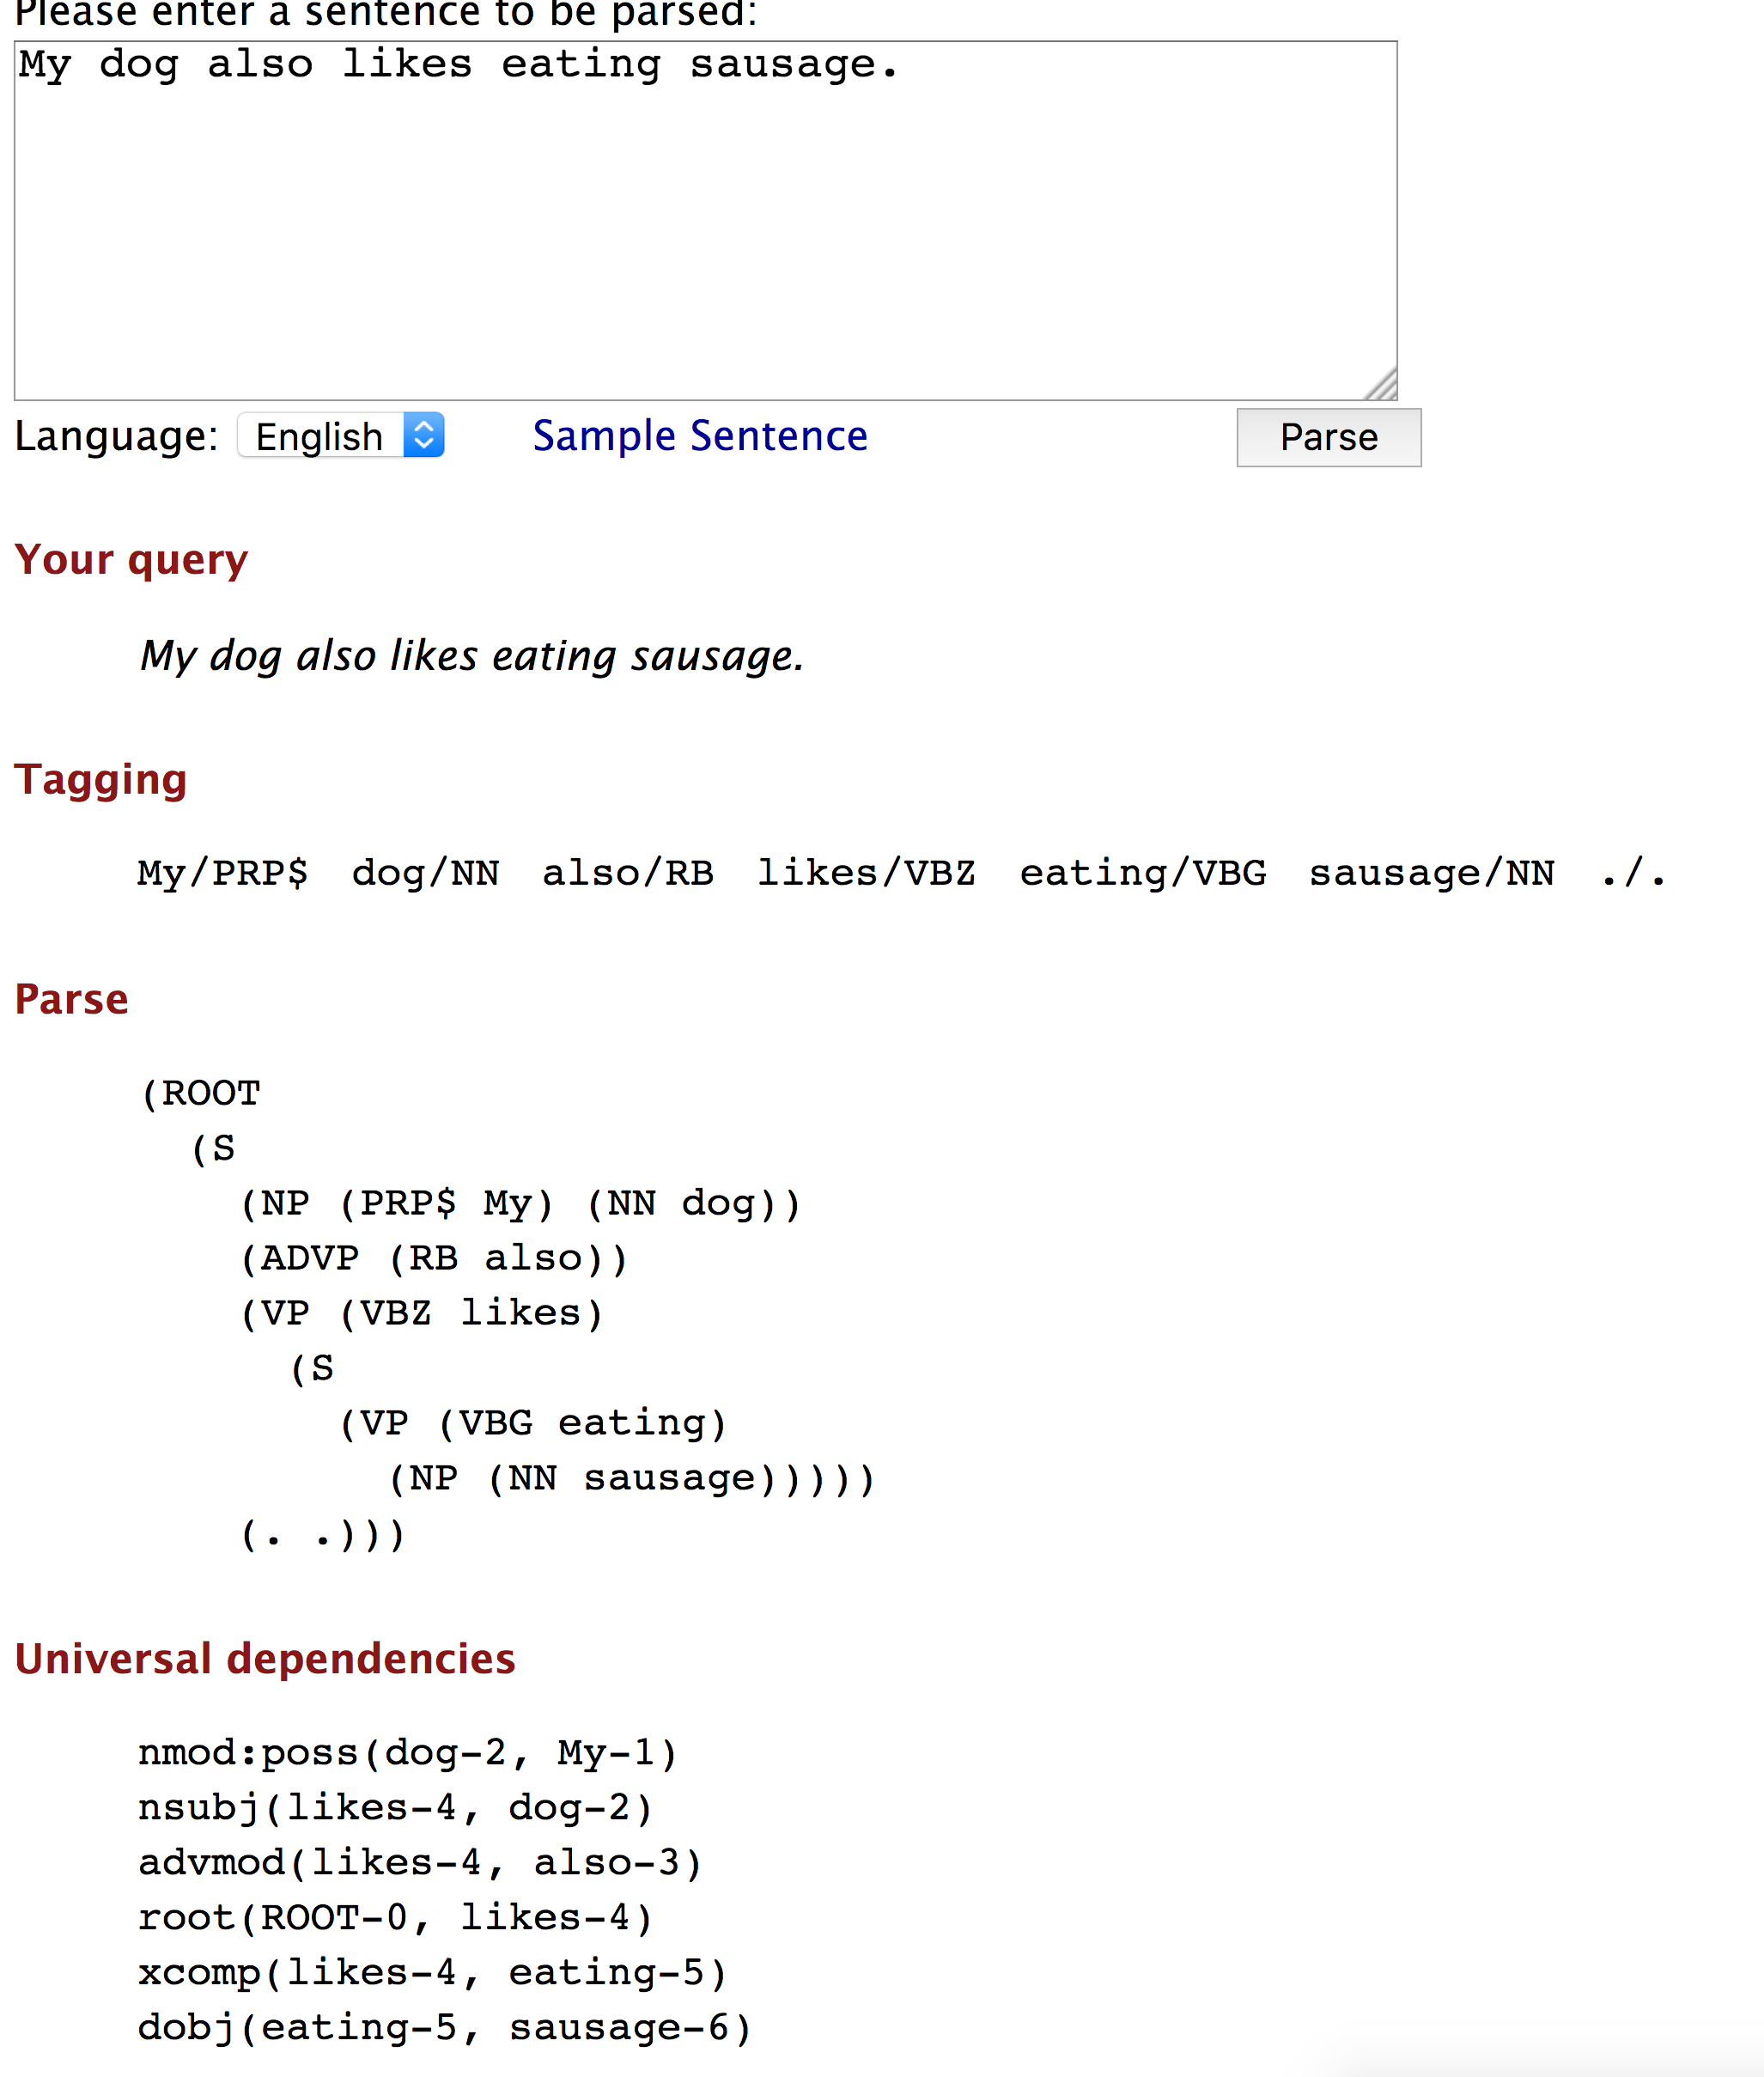 Please enter a sentence to be parsed:
My dog also likes eating sausage.
Language: English Sample Sentence Parse
Your query
My dog also likes eating sausage.
Tagging
My/PRP$ dog/NN also/RB likes/VBZ eating/VBG sausage/NN ./.
Parse
(ROOT
  (S
    (NP (PRP$ My) (NN dog))
    (ADVP (RB also))
    (VP (VBZ likes)
      (S
        (VP (VBG eating)
          (NP (NN sausage)))))
    (. .)))
Universal dependencies
nmod:poss(dog-2, My-1)
nsubj(likes-4, dog-2)
advmod(likes-4, also-3)
root(ROOT-0, likes-4)
xcomp(likes-4, eating-5)
dobj(eating-5, sausage-6)